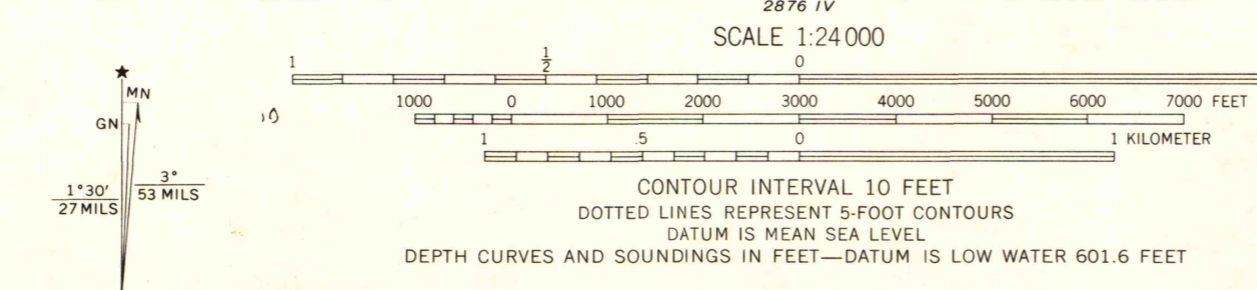 2876 IV
SCALE 1:24 000
1 1/2 0
1000 0 1000 2000 3000 4000 5000 6000 7000 FEET
1 .5 0 1 KILOMETER
CONTOUR INTERVAL 10 FEET
DOTTED LINES REPRESENT 5-FOOT CONTOURS
DATUM IS MEAN SEA LEVEL
DEPTH CURVES AND SOUNDINGS IN FEET—DATUM IS LOW WATER 601.6 FEET
★
MN
GN
1°30′
27 MILS
3°
53 MILS